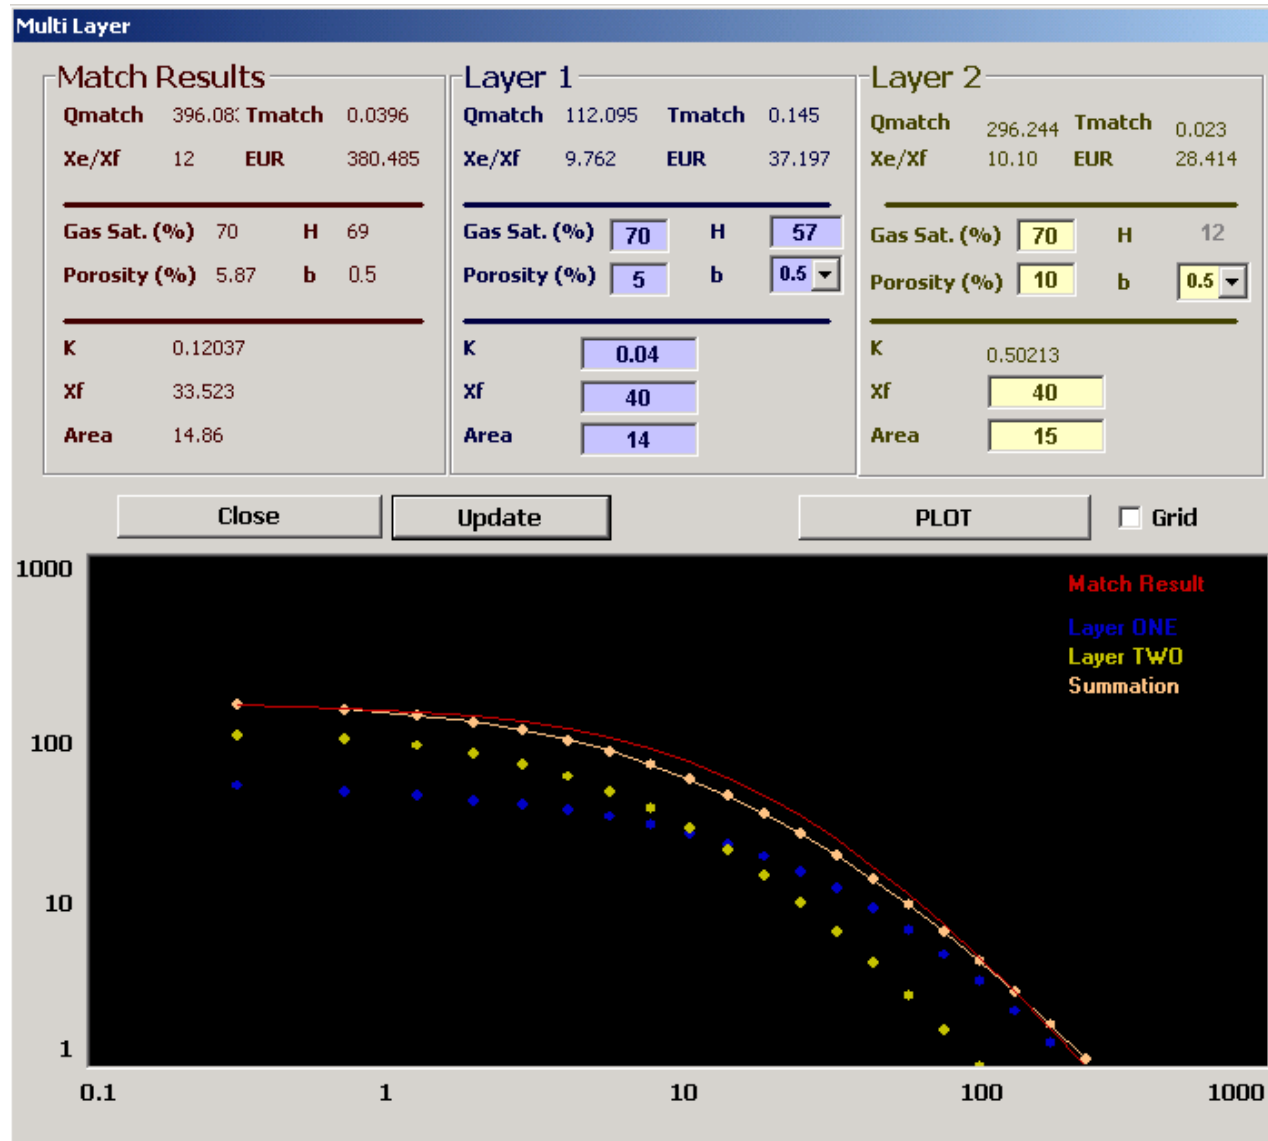 Multi Layer
Match Results
Qmatch 396.083 Tmatch 0.0396
Xe/Xf 12 EUR 380.485
Gas Sat. (%) 70 H 69
Porosity (%) 5.87 b 0.5
K 0.12037
Xf 33.523
Area 14.86
Layer 1
Qmatch 112.095 Tmatch 0.145
Xe/Xf 9.762 EUR 37.197
Gas Sat. (%) 70 H 57
Porosity (%) 5 b 0.5
K 0.04
Xf 40
Area 14
Layer 2
Qmatch 296.244 Tmatch 0.023
Xe/Xf 10.10 EUR 28.414
Gas Sat. (%) 70 H 12
Porosity (%) 10 b 0.5
K 0.50213
Xf 40
Area 15
Close Update PLOT Grid
Match Result
Layer ONE
Layer TWO
Summation
1000
100
10
1
0.1 1 10 100 1000